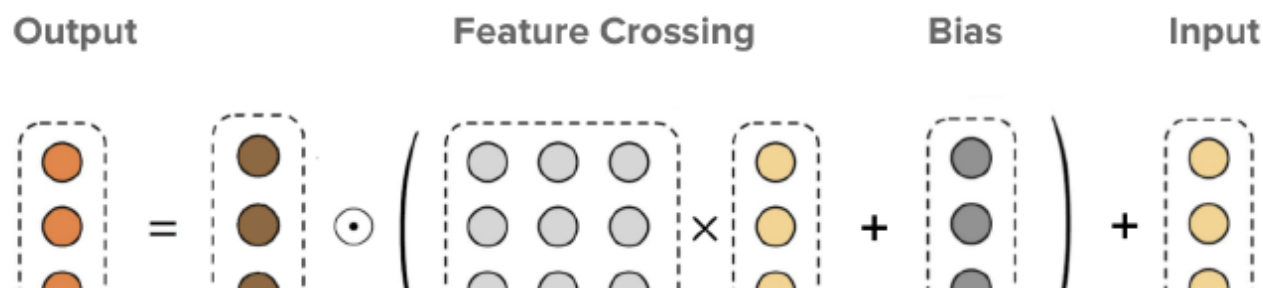 Output Feature Crossing Bias Input
= ⊙ ( × + ) +